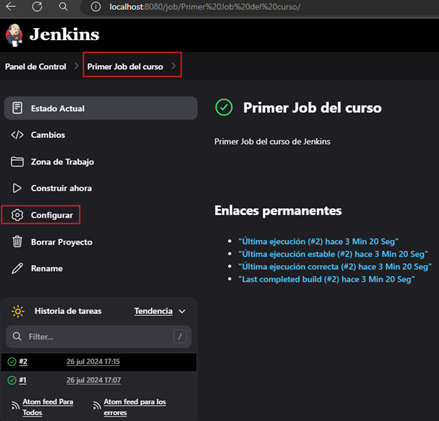 localhost:8080/job/Primer%20Job%20del%20curso/
Jenkins
Panel de Control > Primer Job del curso >
Estado Actual
Cambios
Zona de Trabajo
Construir ahora
Configurar
Borrar Proyecto
Rename
Primer Job del curso
Primer Job del curso de Jenkins
Enlaces permanentes
"Última ejecución (#2) hace 3 Min 20 Seg"
"Última ejecución estable (#2) hace 3 Min 20 Seg"
"Última ejecución correcta (#2) hace 3 Min 20 Seg"
"Last completed build (#2) hace 3 Min 20 Seg"
Historia de tareas Tendencia
Filter... /
#2 26 jul 2024 17:15
#1 26 jul 2024 17:07
Atom feed Para Todos
Atom feed para los errores